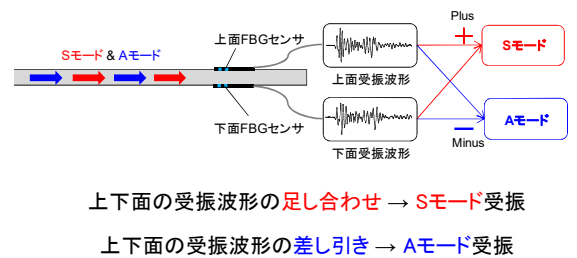 Plus
上面FBGセンサ
Sモード & Aモード
Sモード
上面受振波形
下面FBGセンサ
Aモード
Minus
下面受振波形
上下面の受振波形の足し合わせ → Sモード受振
上下面の受振波形の差し引き → Aモード受振